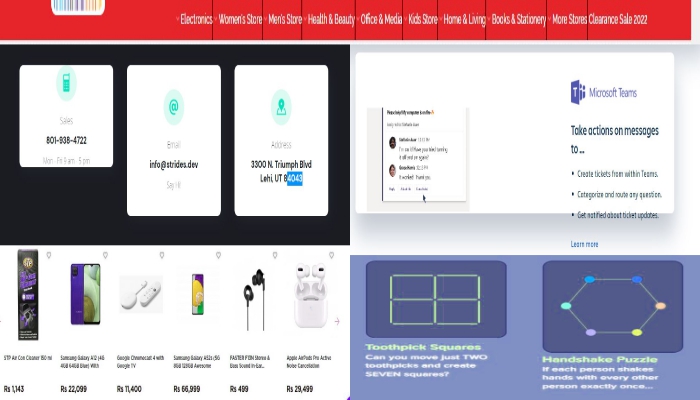 Electronics Women's Store Men's Store Health & Beauty Office & Media Kids Store Home & Living Books & Stationery More Stores Clearance Sale 2022
Sales
801-938-4722
Mon - Fri 9 am - 5 pm
Email
info@strides.dev
Say Hi!
Address
3300 N. Triumph Blvd
Lehi, UT 84043
Microsoft Teams
Take actions on messages
to ...
• Create tickets from within Teams.
• Categorize and route any question.
• Get notified about ticket updates.
Learn more
STP Air Con Cleaner 150 ml
Rs 1,143
Samsung Galaxy A12 (4G
4GB 64GB Blue) With
Rs 22,099
Google Chromecast 4 with
Google TV
Rs 11,400
Samsung Galaxy A52s (5G
8GB 128GB Awesome
Rs 66,999
FASTER Stereo &
Bass Sound In-Ear...
Rs 499
Apple AirPods Pro Active
Noise Cancellation
Rs 29,499
Toothpick Squares
Can you move just TWO
toothpicks and create
SEVEN squares?
Handshake Puzzle
If each person shakes
hands with every other
person exactly once...